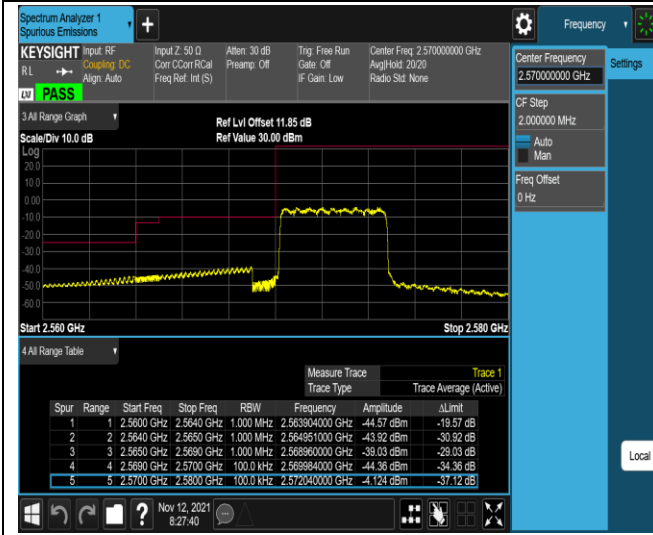 Spectrum Analyzer 1
Spurious Emissions
Frequency
KEYSIGHT Input: RF Input Z: 50 Ω Atten: 30 dB Trig: Free Run Center Freq: 2.570000000 GHz
RL Coupling: DC Corr CCorr RCal Preamp: Off Gate: Off Avg|Hold: 20/20
Align: Auto Freq Ref: Int (S) IF Gain: Low Radio Std: None
LXI PASS
Center Frequency
2.570000000 GHz
Settings
CF Step
2.000000 MHz
Auto
Man
Freq Offset
0 Hz
3 All Range Graph
Ref Lvl Offset 11.85 dB
Scale/Div 10.0 dB Ref Value 30.00 dBm
Log
20.0
10.0
0.00
-10.0
-20.0
-30.0
-40.0
-50.0
-60.0
Start 2.560 GHz Stop 2.580 GHz
4 All Range Table
Measure Trace Trace 1
Trace Type Trace Average (Active)
Spur Range Start Freq Stop Freq RBW Frequency Amplitude ΔLimit
1 1 2.5600 GHz 2.5640 GHz 1.000 MHz 2.563904000 GHz -44.57 dBm -19.57 dB
2 2 2.5640 GHz 2.5650 GHz 1.000 MHz 2.564951000 GHz -43.92 dBm -30.92 dB
3 3 2.5650 GHz 2.5690 GHz 1.000 MHz 2.568960000 GHz -39.03 dBm -29.03 dB
4 4 2.5690 GHz 2.5700 GHz 100.0 kHz 2.569984000 GHz -44.36 dBm -34.36 dB
5 5 2.5700 GHz 2.5800 GHz 100.0 kHz 2.572040000 GHz -4.124 dBm -37.12 dB
Local
Nov 12, 2021
8:27:40